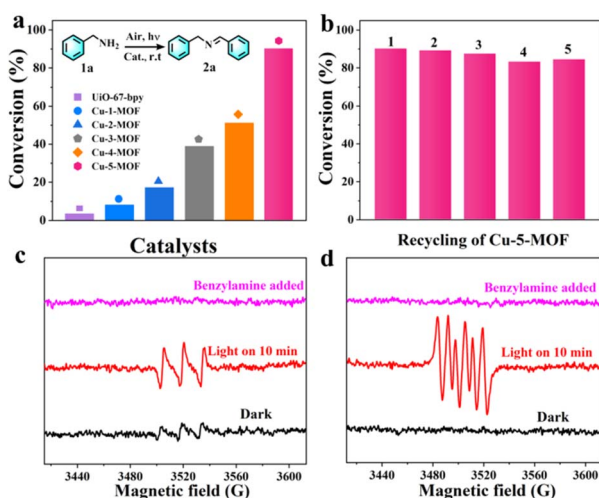 a
Conversion (%)
100
80
60
40
20
0
NH2
1a
Air, hν
Cat., r.t
N
2a
UiO-67-bpy
Cu-1-MOF
Cu-2-MOF
Cu-3-MOF
Cu-4-MOF
Cu-5-MOF
Catalysts
b
Conversion (%)
100
80
60
40
20
0
1 2 3 4 5
Recycling of Cu-5-MOF
c
Benzylamine added
Light on 10 min
Dark
3440 3480 3520 3560 3600
Magnetic field (G)
d
Benzylamine added
Light on 10 min
Dark
3440 3480 3520 3560 3600
Magnetic field (G)